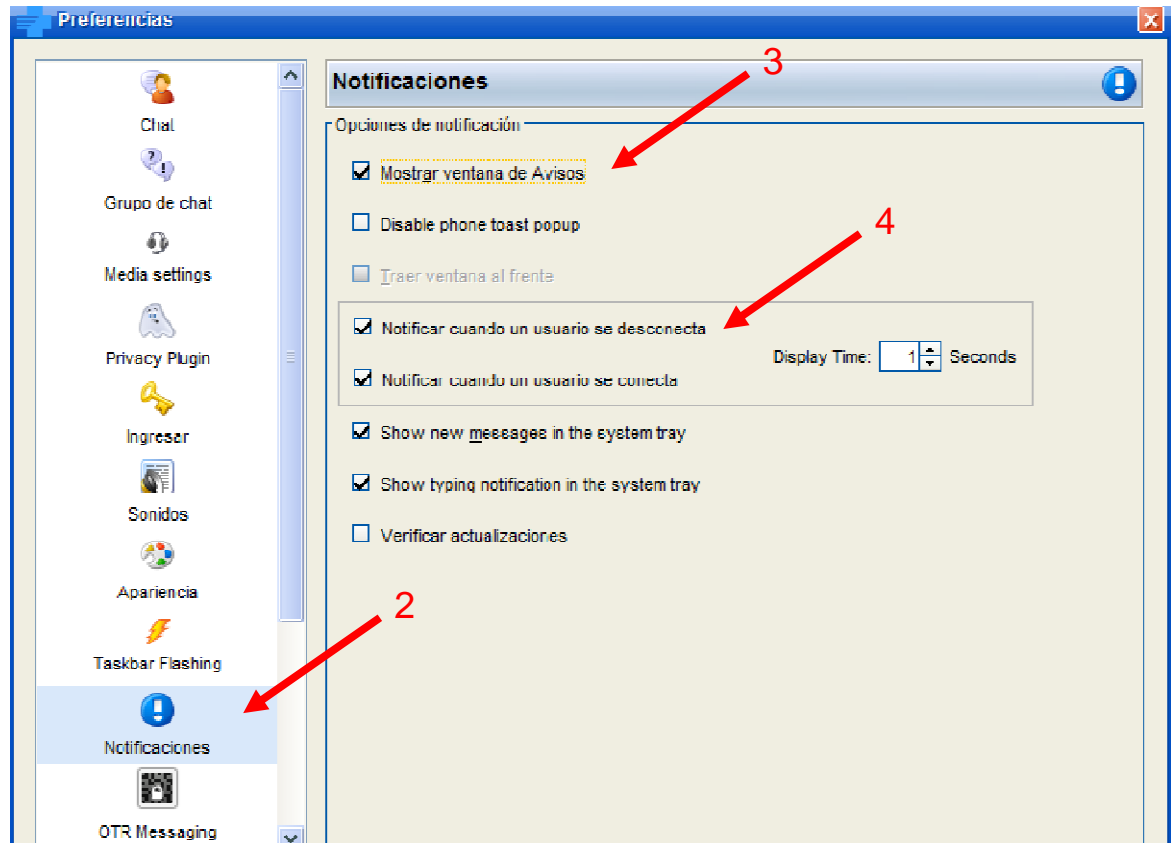 Preferencias
Chat
Grupo de chat
Media settings
Privacy Plugin
Ingresar
Sonidos
Apariencia
Taskbar Flashing
2
Notificaciones
OTR Messaging
Notificaciones
3
Opciones de notificación
Mostrar ventana de Avisos
Disable phone toast popup
4
Traer ventana al frente
Notificar cuando un usuario se desconecta
Display Time: 1 Seconds
Notificar cuando un usuario se conecta
Show new messages in the system tray
Show typing notification in the system tray
Verificar actualizaciones